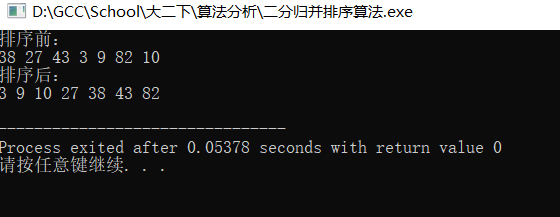 D:\GCC\School\大二下\算法分析\二分归并排序算法.exe
排序前:
38 27 43 3 9 82 10
排序后:
3 9 10 27 38 43 82
--------------------------------
Process exited after 0.05378 seconds with return value 0
请按任意键继续. . .